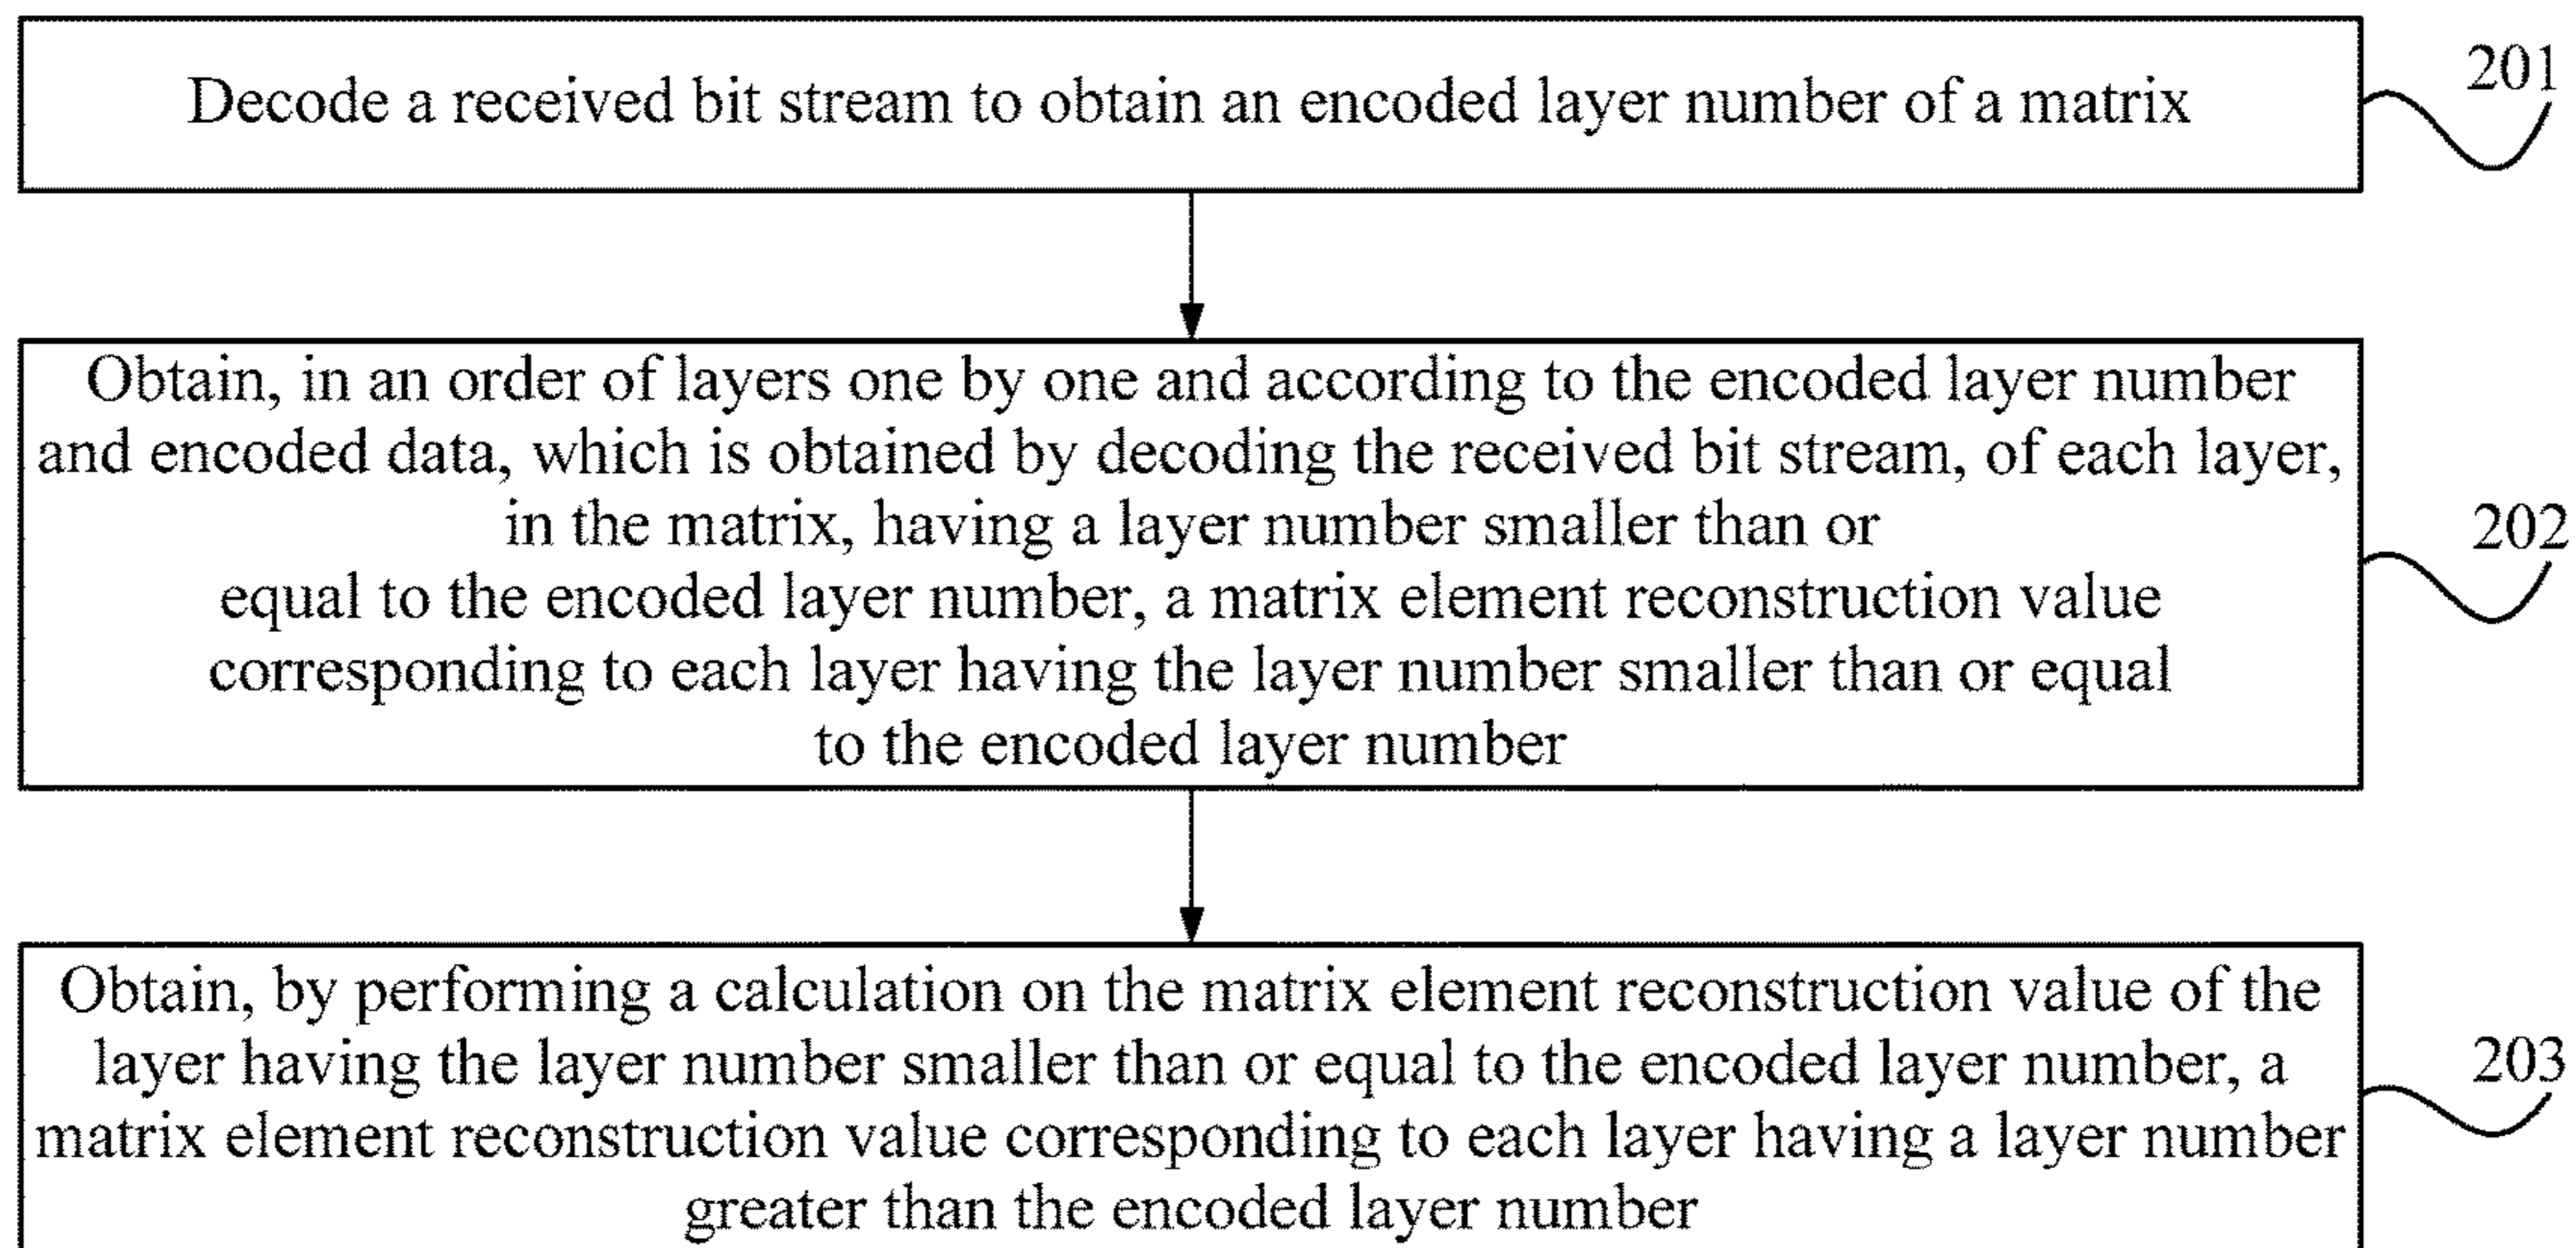 Decode a received bit stream to obtain an encoded layer number of a matrix
201
Obtain, in an order of layers one by one and according to the encoded layer number
and encoded data, which is obtained by decoding the received bit stream, of each layer,
in the matrix, having a layer number smaller than or
equal to the encoded layer number, a matrix element reconstruction value
corresponding to each layer having the layer number smaller than or equal
to the encoded layer number
202
Obtain, by performing a calculation on the matrix element reconstruction value of the
layer having the layer number smaller than or equal to the encoded layer number, a
matrix element reconstruction value corresponding to each layer having a layer number
greater than the encoded layer number
203